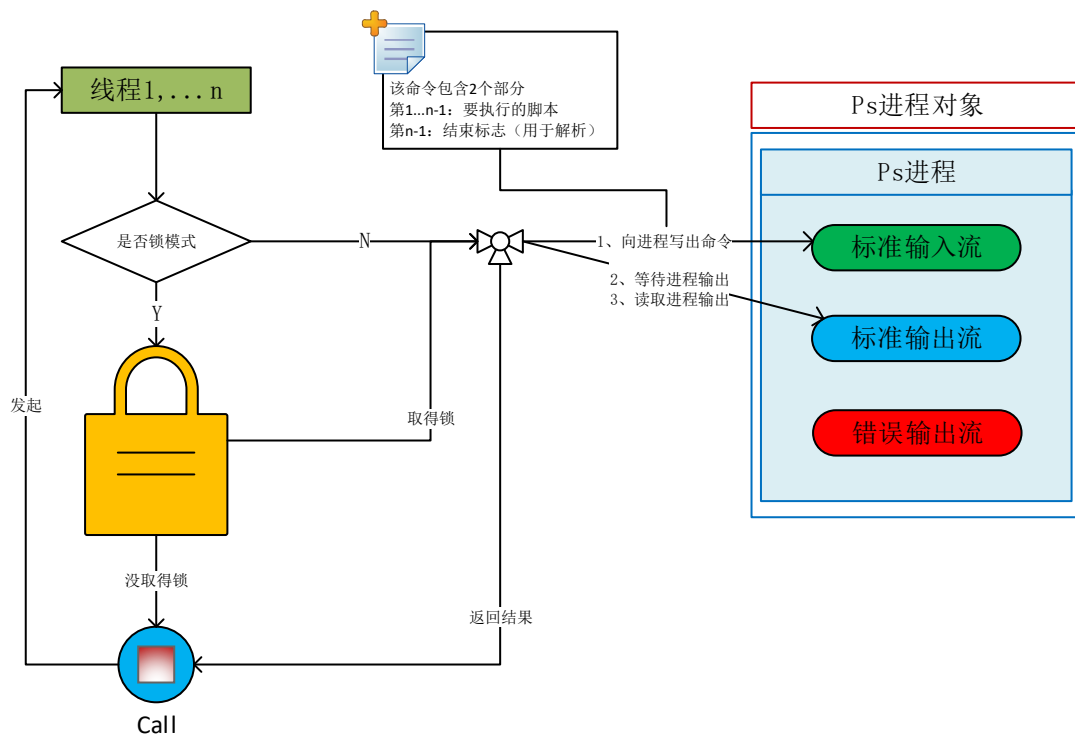 该命令包含2个部分
第1...n-1：要执行的脚本
第n-1：结束标志（用于解析）
线程1,...n
Ps进程对象
Ps进程
是否锁模式
N
1、向进程写出命令
标准输入流
2、等待进程输出
3、读取进程输出
Y
标准输出流
发起
取得锁
错误输出流
没取得锁
返回结果
Call